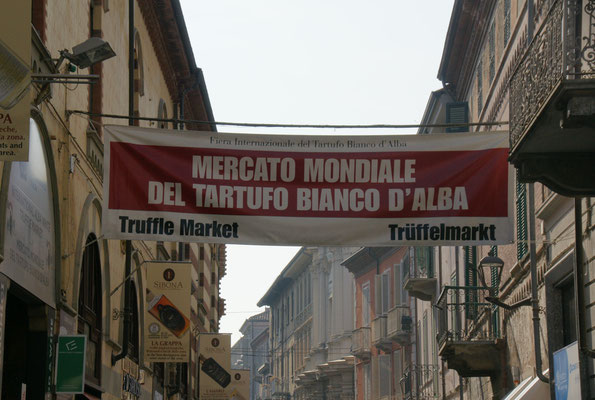 Fiera Internazionale del Tartufo Bianco d'Alba
MERCATO MONDIALE
DEL TARTUFO BIANCO D'ALBA
Truffle Market
Trüffelmarkt
SIBONA
LA GRAPPA